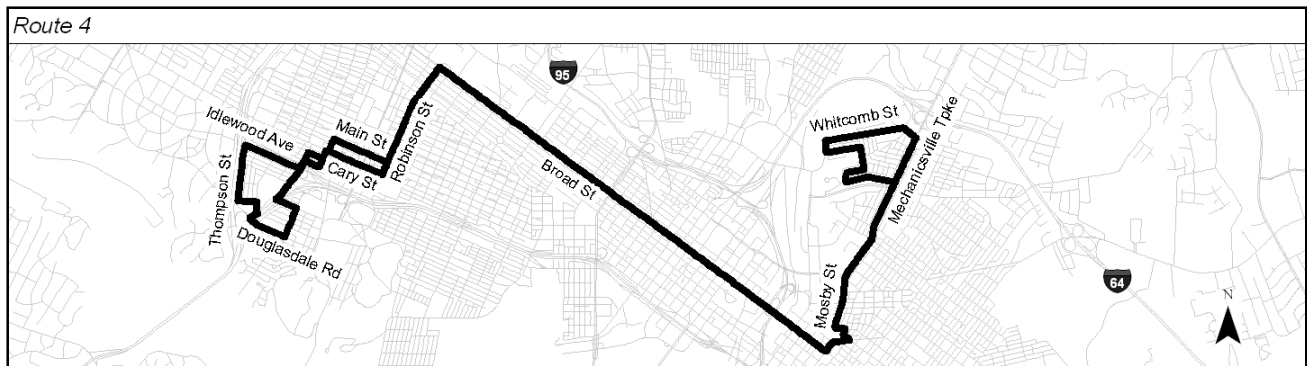 Route 4
95
Idlewood Ave
Main St
Robinson St
Cary St
Thompson St
Douglasdale Rd
Broad St
Whitcomb St
Mechanicsville Tpke
Mosby St
64
N